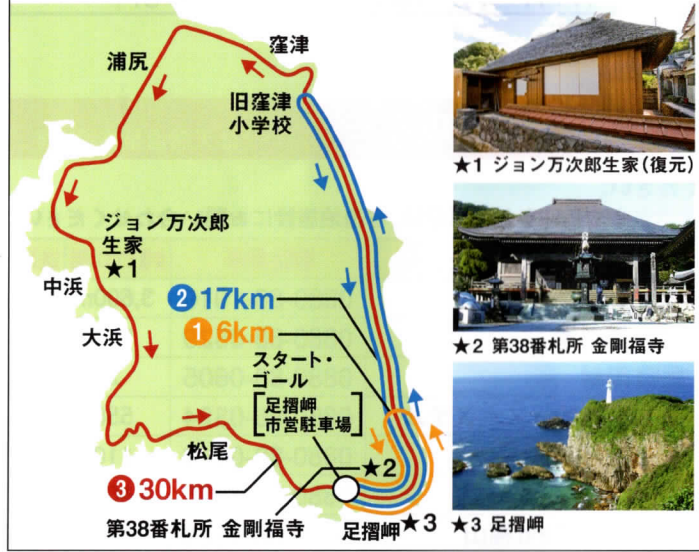 窪津
浦尻
旧窪津
小学校
ジョン万次郎
生家
★1
中浜
大浜
❷17km
❶6km
スタート・
ゴール
[足摺岬
市営駐車場]
★2
松尾
❸30km
第38番札所 金剛福寺
足摺岬★3
★1 ジョン万次郎生家(復元)
★2 第38番札所 金剛福寺
★3 足摺岬